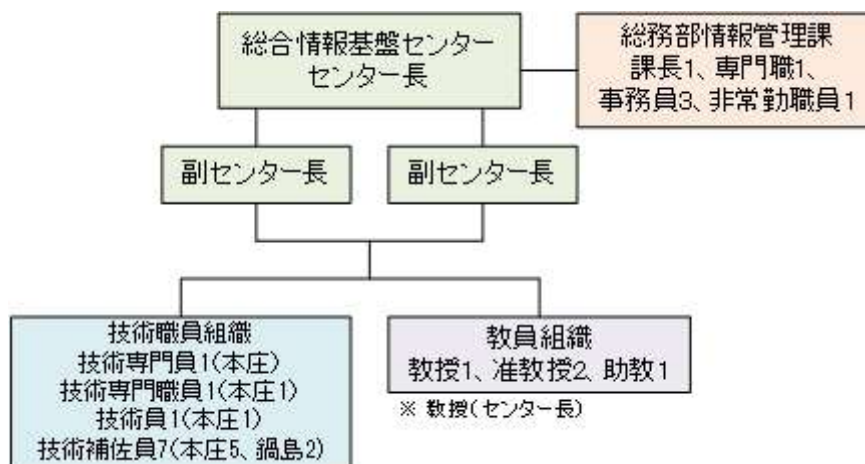 総合情報基盤センター
センター長
総務部情報管理課
課長1、専門職1、
事務員3、非常勤職員1
副センター長
副センター長
技術職員組織
技術専門員1(本庄)
技術専門職員1(本庄1)
技術員1(本庄1)
技術補佐員7(本庄5、鍋島2)
教員組織
教授1、准教授2、助教1
※ 教授(センター長)